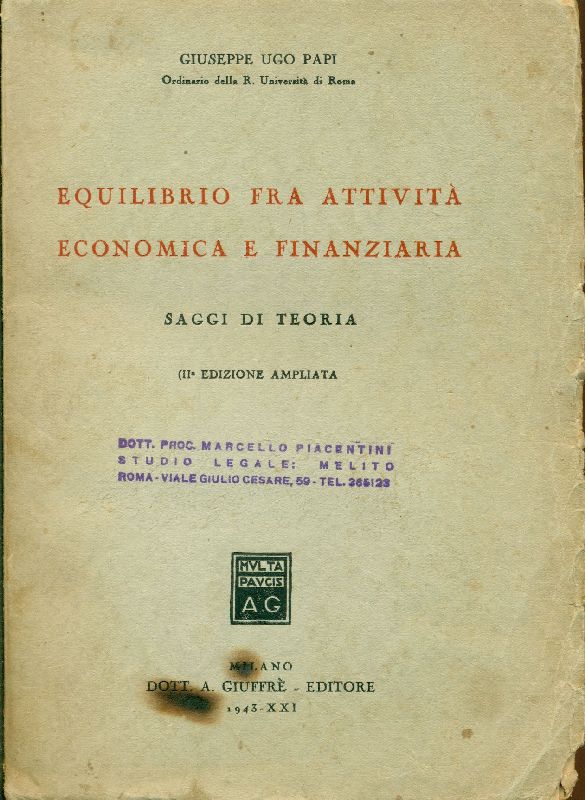 GIUSEPPE UGO PAPI
Ordinario della R. Università di Roma
EQUILIBRIO FRA ATTIVITÀ
ECONOMICA E FINANZIARIA
SAGGI DI TEORIA
(IIª EDIZIONE AMPLIATA
DOTT. PROC. MARCELLO PIACENTINI
STUDIO LEGALE: MELITO
ROMA - VIALE GIULIO CESARE, 59 - TEL. 265123
MVLTA
PAVCIS
AG
MILANO
DOTT. A. GIUFFRÈ - EDITORE
1943-XXI